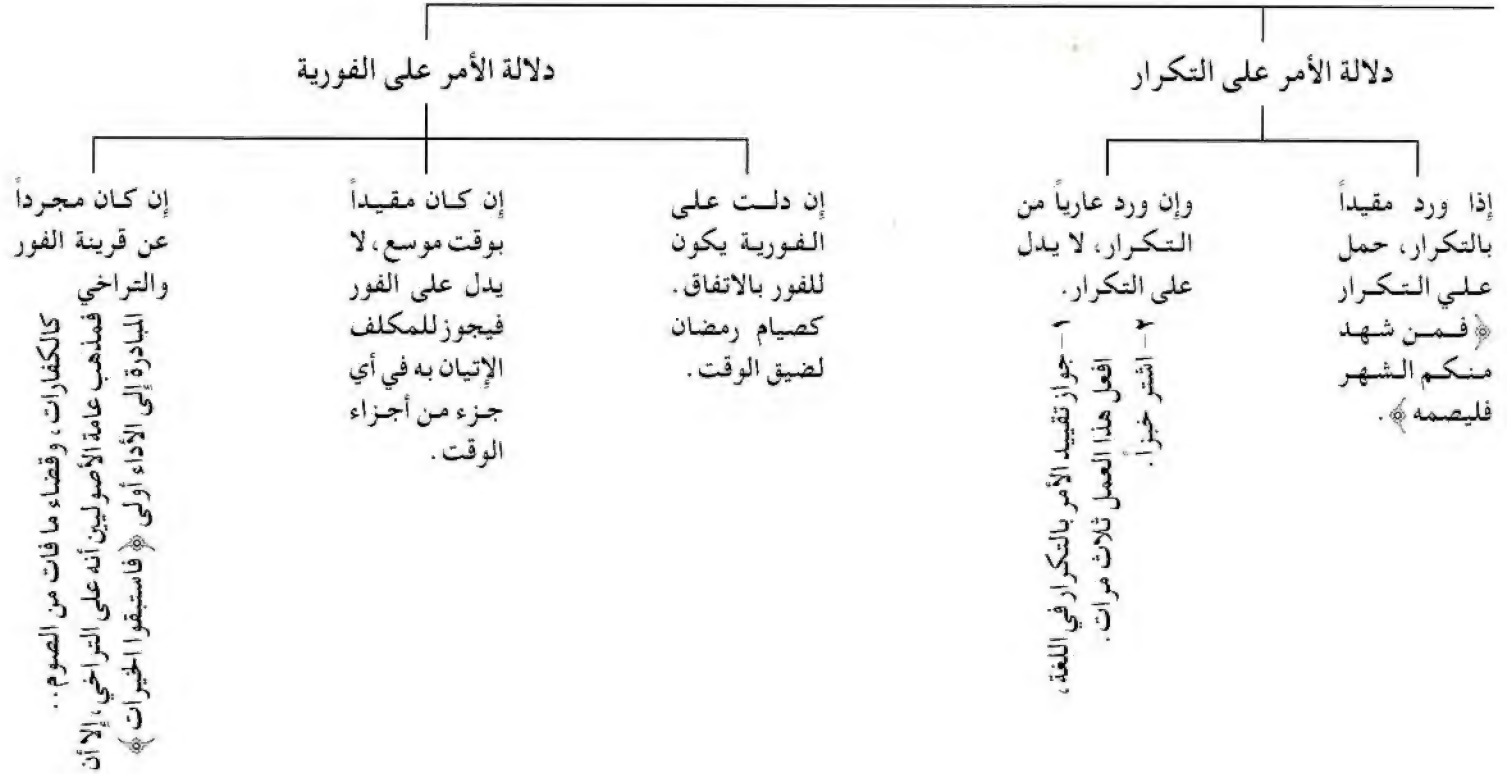 دلالة الأمر على التكرار
إذا ورد مقيداً
بالتكرار، حمل
علي التكرار
﴿ فمن شهد
منكم الشهر
فليصمه ﴾ .
وإن ورد عارياً من
التكرار، لا يدل
على التكرار .
١ – جواز تقييد الأمر بالتكرار في اللغة ،
افعل هذا العمل ثلاث مرات .
٢ – اشتر خبزاً .
دلالة الأمر على الفورية
إن دلت على
الفورية يكون
للفور بالاتفاق .
كصيام رمضان
لضيق الوقت .
إن كان مقيداً
بوقت موسع ، لا
يدل على الفور
فيجوز للمكلف
الإتيان به في أي
جزء من أجزاء
الوقت .
إن كان مجرداً
عن قرينة الفور
والتراخي
كالكفارات ، وقضاء ما فات من الصوم . .
فمذهب عامة الأصوليين أنه على التراخي ، إلا أن
المبادرة إلى الأداء أولى ﴿ فاستبقوا الخيرات ﴾